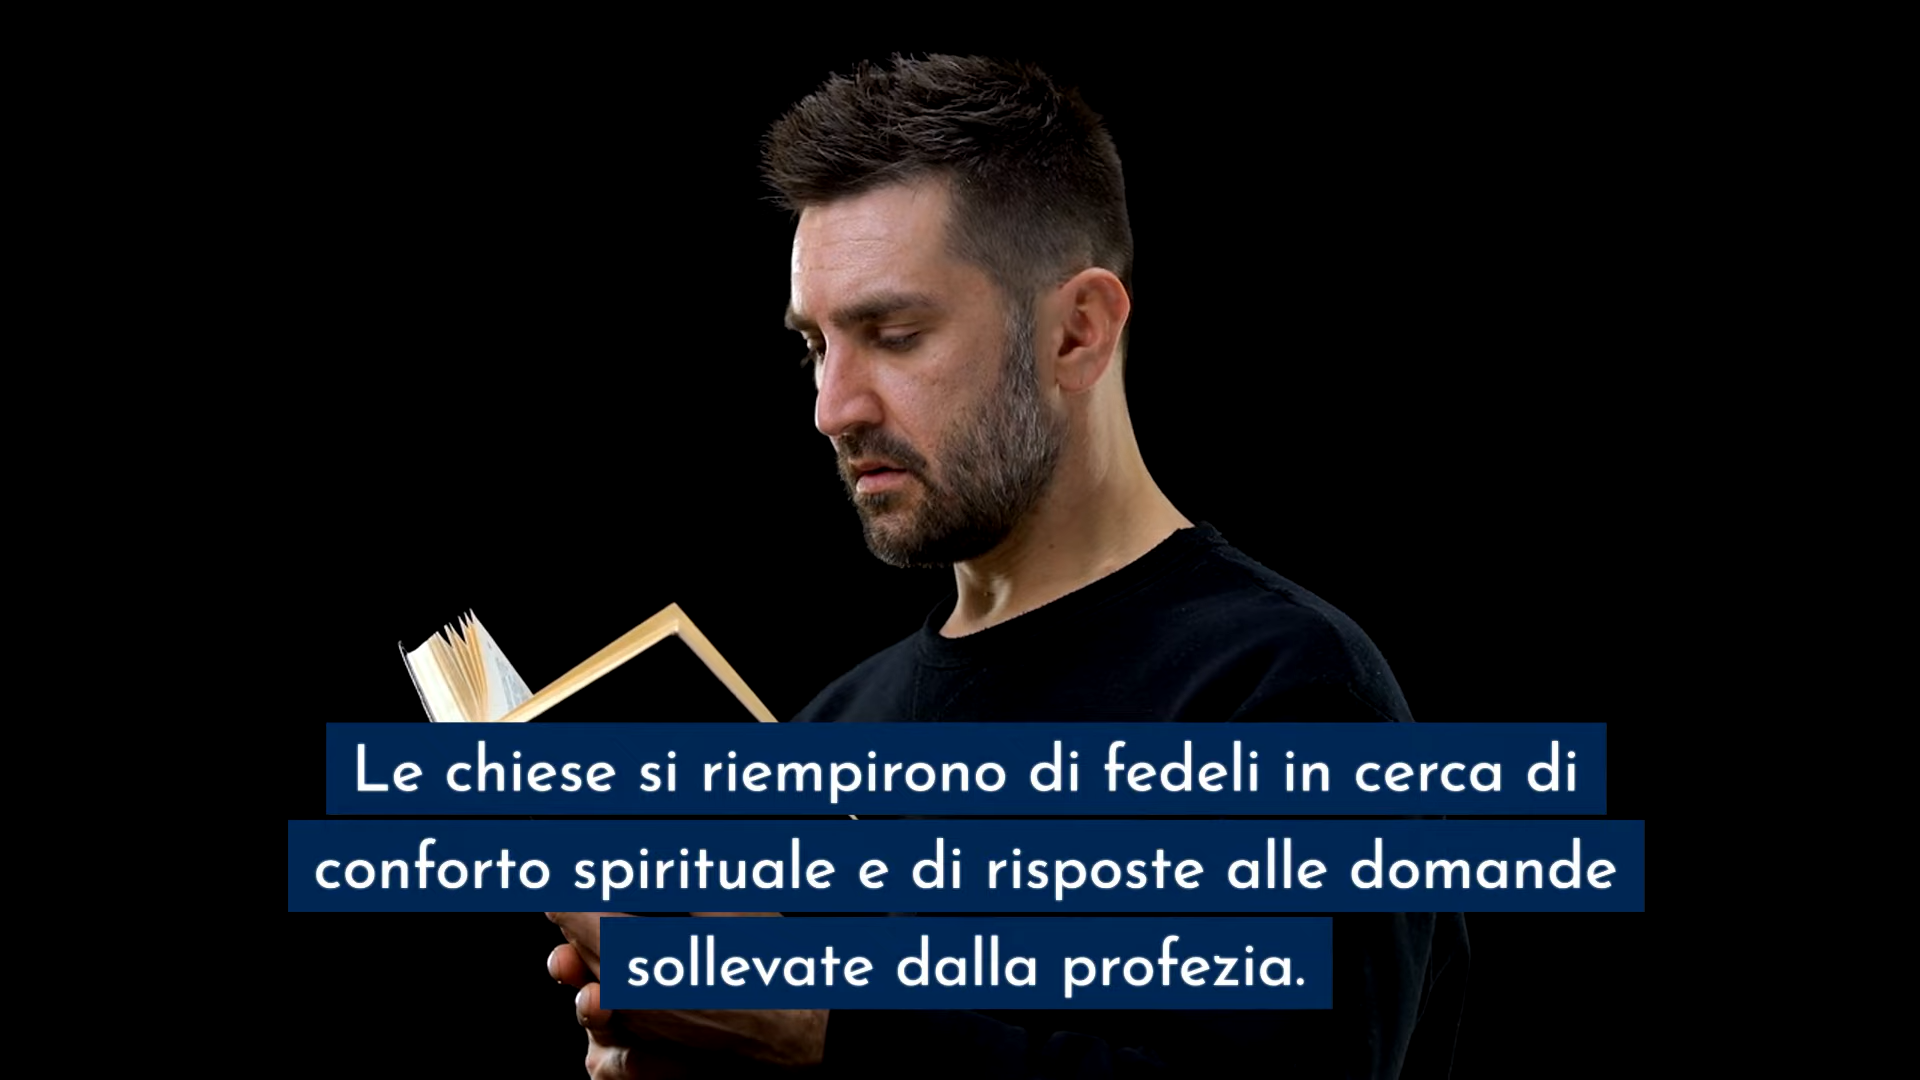 Le chiese si riempirono di fedeli in cerca di
conforto spirituale e di risposte alle domande
sollevate dalla profezia.